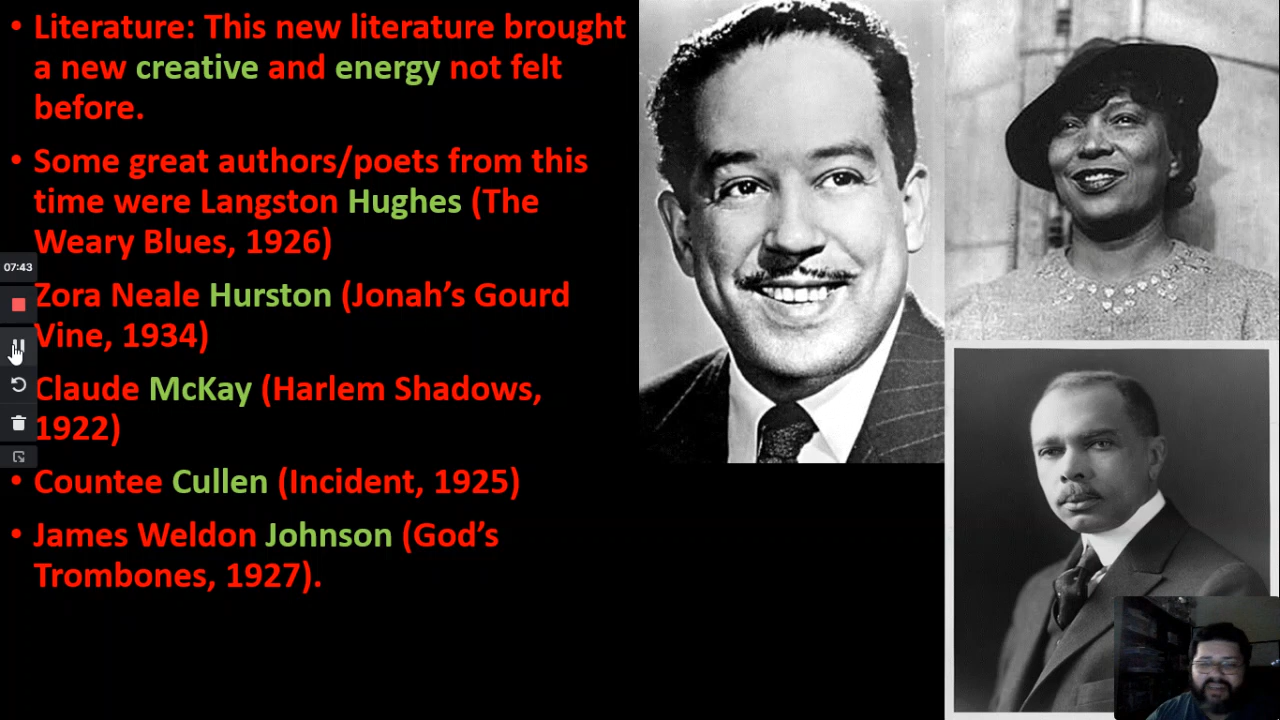 • Literature: This new literature brought
a new creative and energy not felt
before.
• Some great authors/poets from this
time were Langston Hughes (The
Weary Blues, 1926)
07:43
Zora Neale Hurston (Jonah’s Gourd
Vine, 1934)
Claude McKay (Harlem Shadows,
1922)
• Countee Cullen (Incident, 1925)
• James Weldon Johnson (God’s
Trombones, 1927).